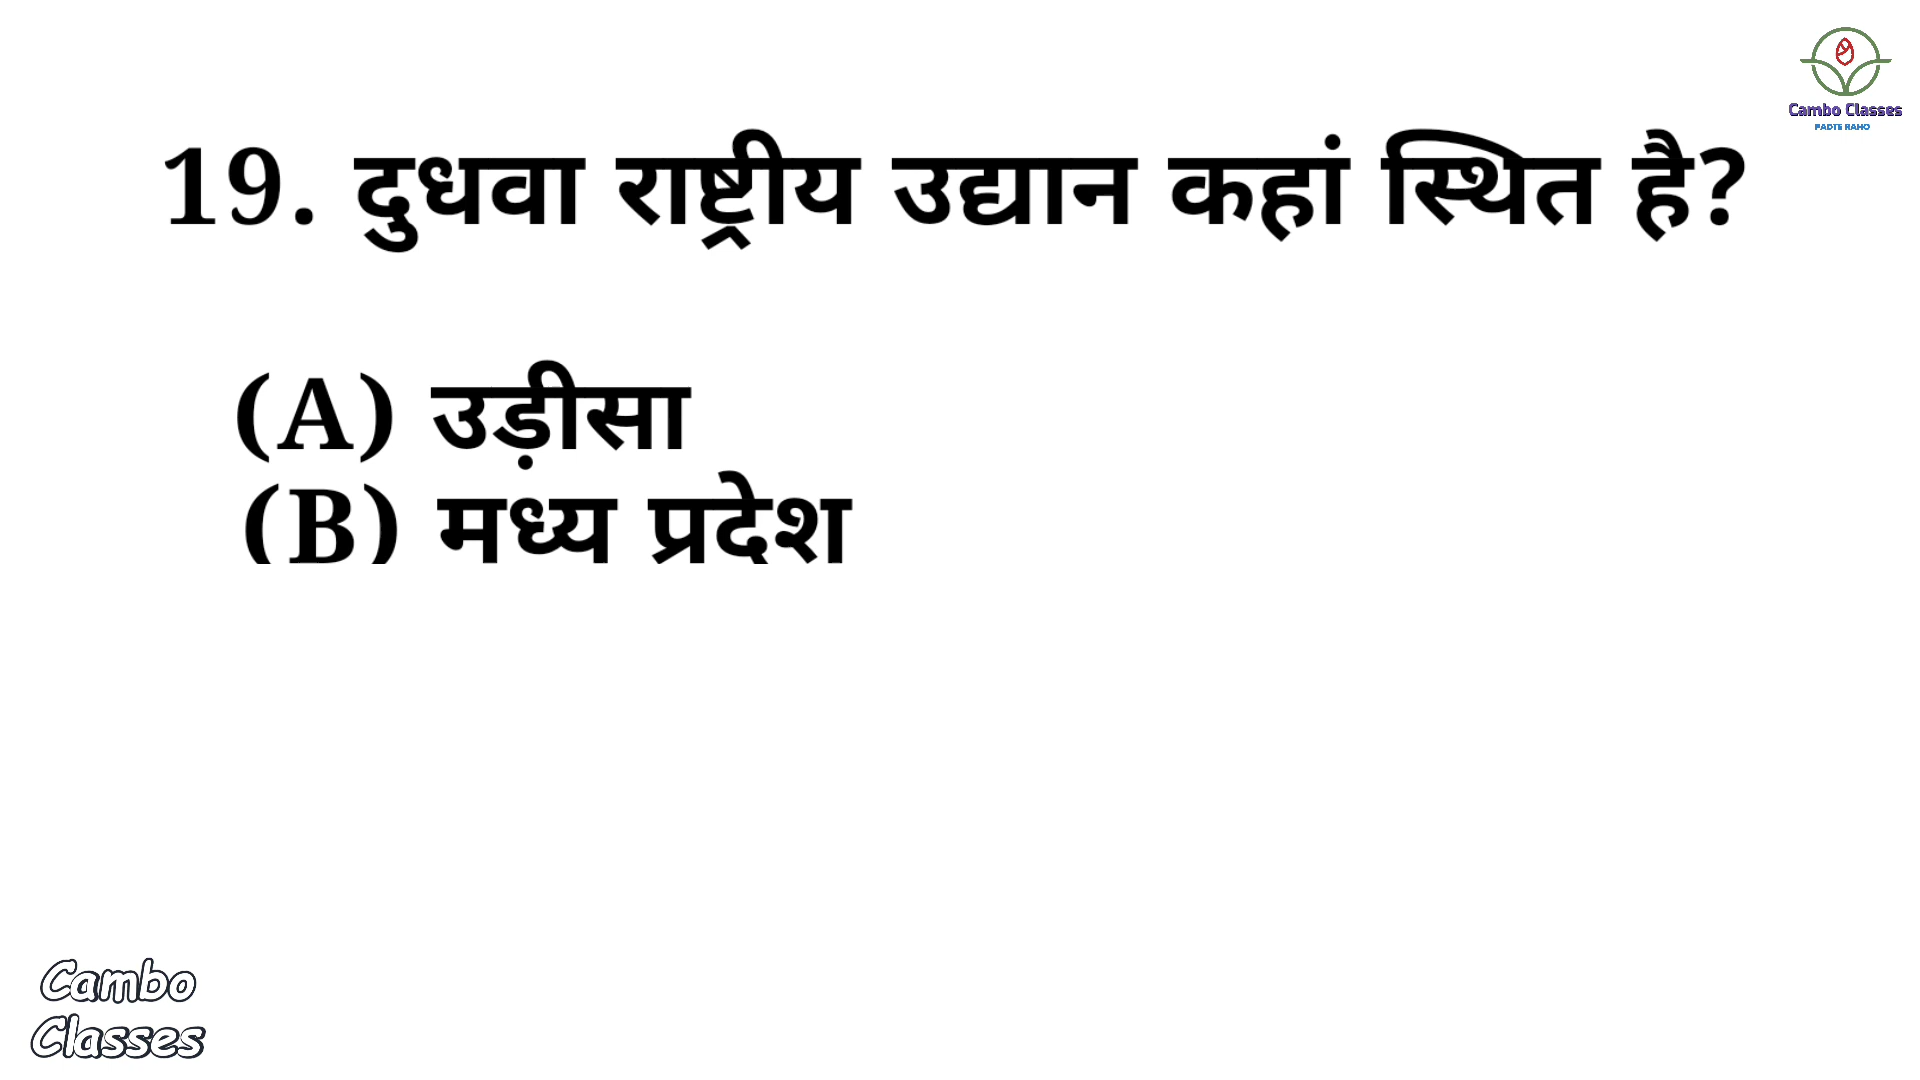 Cambo Classes
PADTE RAHO
19. दुधवा राष्ट्रीय उद्यान कहां स्थित है?
(A) उड़ीसा
(B) मध्य प्रदेश
Cambo
Classes